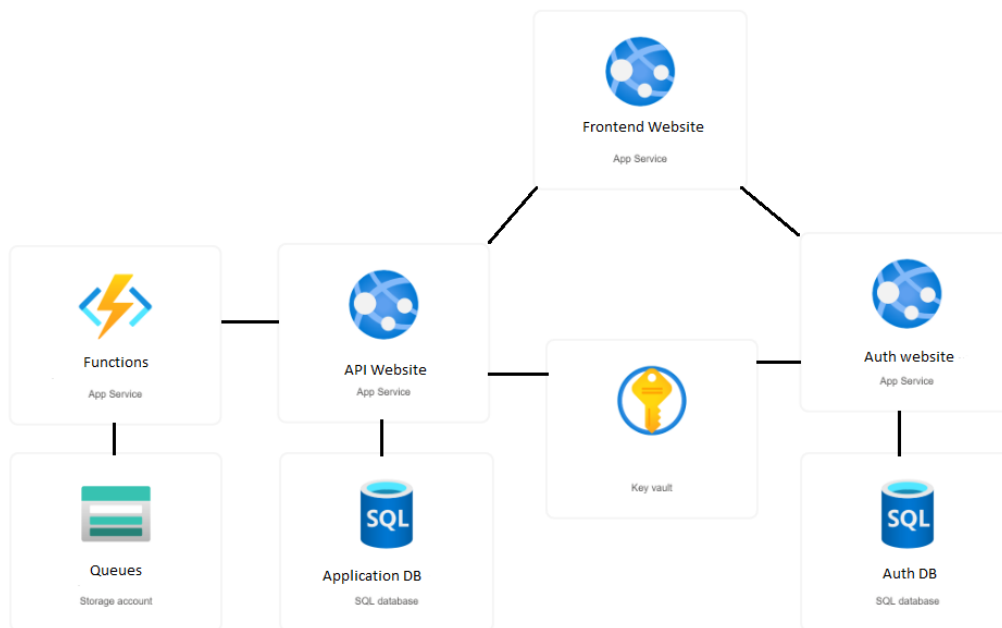 Frontend Website
App Service
Functions
App Service
API Website
App Service
Auth website
App Service
Key vault
Queues
Storage account
SQL
Application DB
SQL database
SQL
Auth DB
SQL database